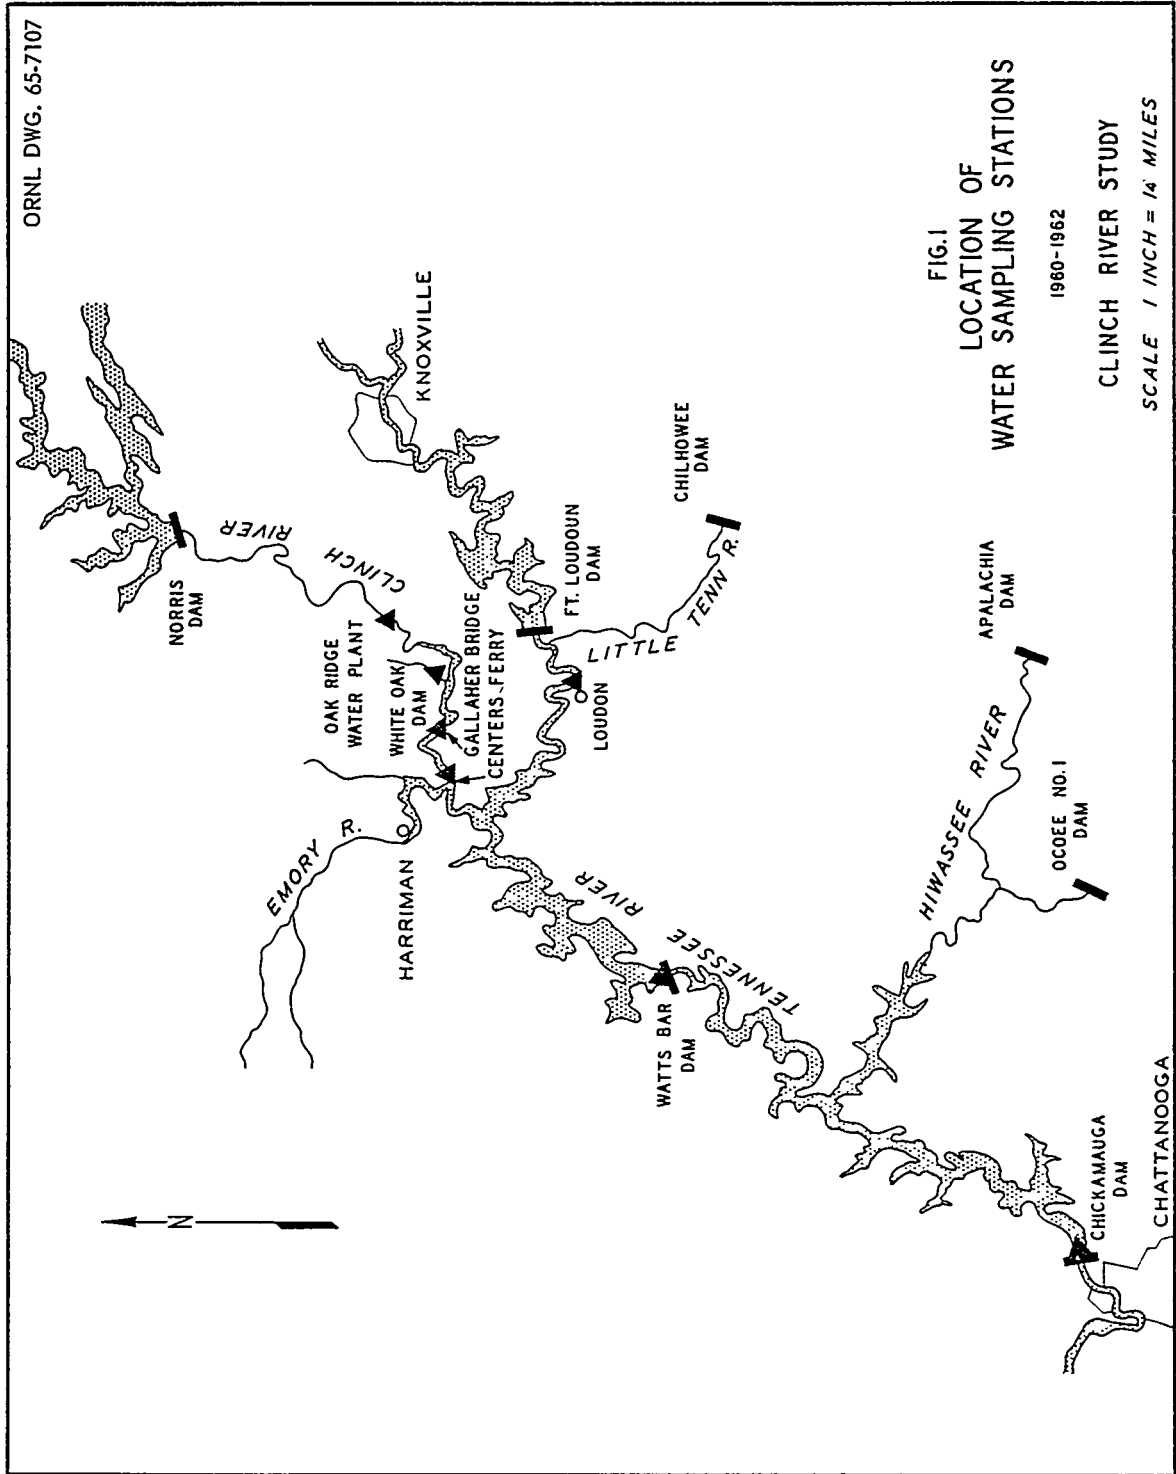 ORNL DWG. 65-7107
NORRIS
DAM
CLINCH RIVER
KNOXVILLE
OAK RIDGE
WATER PLANT
WHITE OAK
DAM
GALLAHER BRIDGE
CENTERS FERRY
FT. LOUDOUN
DAM
CHILHOWEE
DAM
LITTLE TENN R.
LOUDON
EMORY R.
HARRIMAN
TENNESSEE RIVER
WATTS BAR
DAM
APALACHIA
DAM
HIWASSEE RIVER
OCOEE NO.1
DAM
CHICKAMAUGA
DAM
CHATTANOOGA
N
FIG.1
LOCATION OF
WATER SAMPLING STATIONS
1960-1962
CLINCH RIVER STUDY
SCALE 1 INCH = 14 MILES